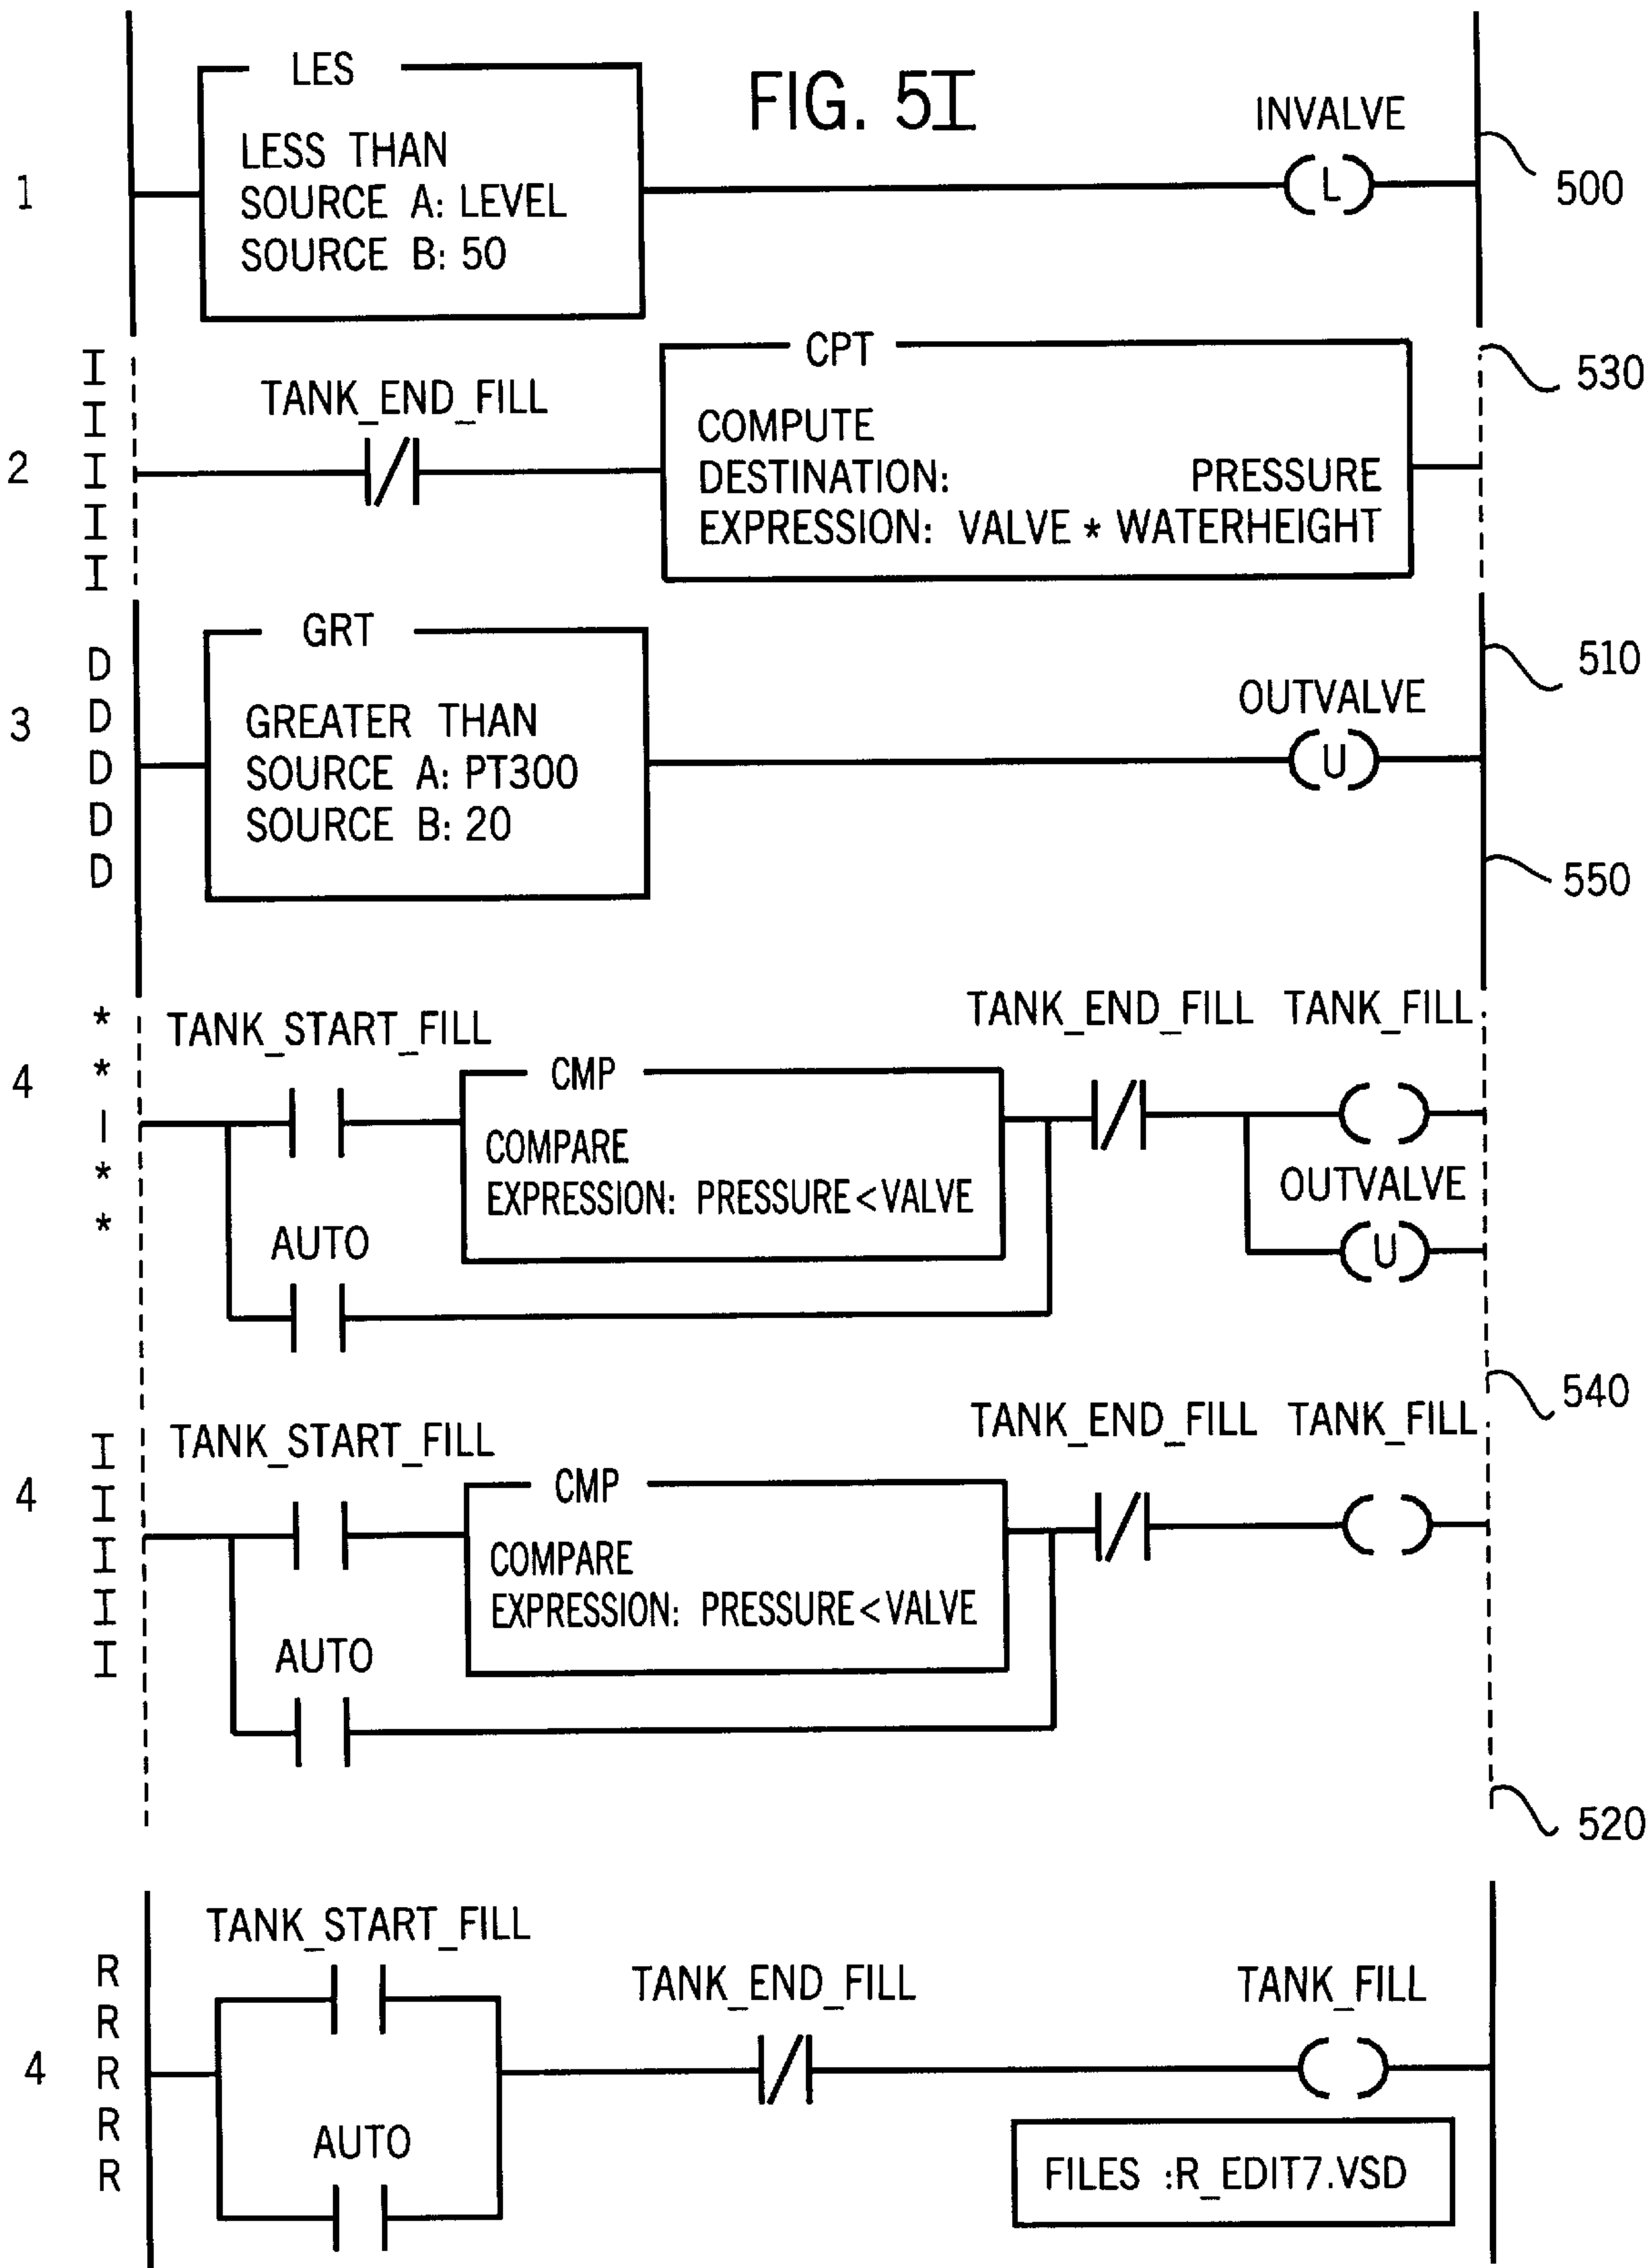 LES
FIG. 5I
LESS THAN
SOURCE A: LEVEL
SOURCE B: 50
INVALVE
L
1
500
I
I
I
I
I
2
TANK_END_FILL
CPT
COMPUTE
DESTINATION: PRESSURE
EXPRESSION: VALVE * WATERHEIGHT
530
D
D
D
D
D
3
GRT
GREATER THAN
SOURCE A: PT300
SOURCE B: 20
OUTVALVE
U
510
550
*
*
I
*
*
4
TANK_START_FILL
CMP
COMPARE
EXPRESSION: PRESSURE<VALVE
AUTO
TANK_END_FILL TANK_FILL
OUTVALVE
U
540
I
I
I
I
I
4
TANK_START_FILL
CMP
COMPARE
EXPRESSION: PRESSURE<VALVE
AUTO
TANK_END_FILL TANK_FILL
520
R
R
R
R
R
4
TANK_START_FILL
AUTO
TANK_END_FILL
TANK_FILL
FILES :R_EDIT7.VSD